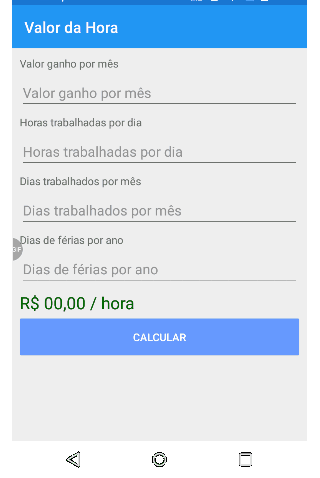 Valor da Hora
Valor ganho por mês
Valor ganho por mês
Horas trabalhadas por dia
Horas trabalhadas por dia
Dias trabalhados por mês
Dias trabalhados por mês
Dias de férias por ano
Dias de férias por ano
R$ 00,00 / hora
CALCULAR